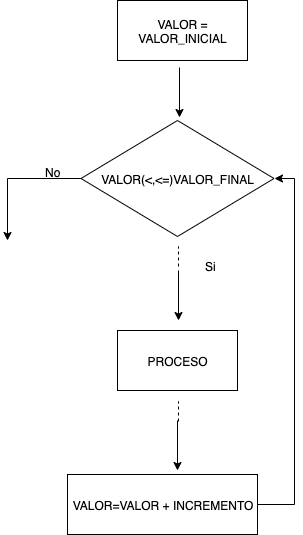 VALOR =
VALOR_INICIAL
No
VALOR(<,<=)VALOR_FINAL
Si
PROCESO
VALOR=VALOR + INCREMENTO